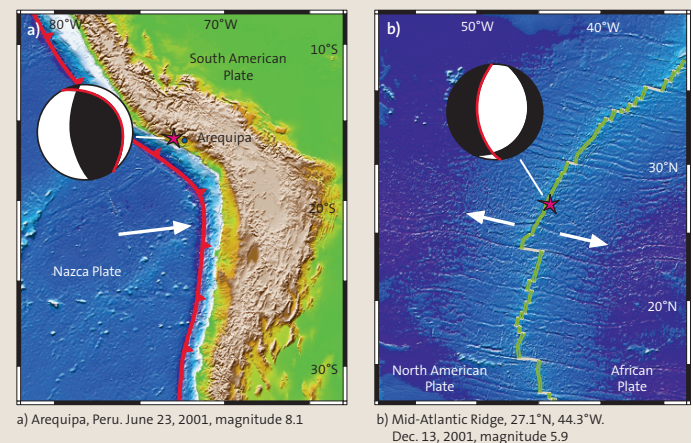 a)
80°W
70°W
10°S
South American
Plate
Arequipa
20°S
Nazca Plate
30°S
a) Arequipa, Peru. June 23, 2001, magnitude 8.1
b)
50°W
40°W
30°N
20°N
North American
Plate
African
Plate
b) Mid-Atlantic Ridge, 27.1°N, 44.3°W.
Dec. 13, 2001, magnitude 5.9